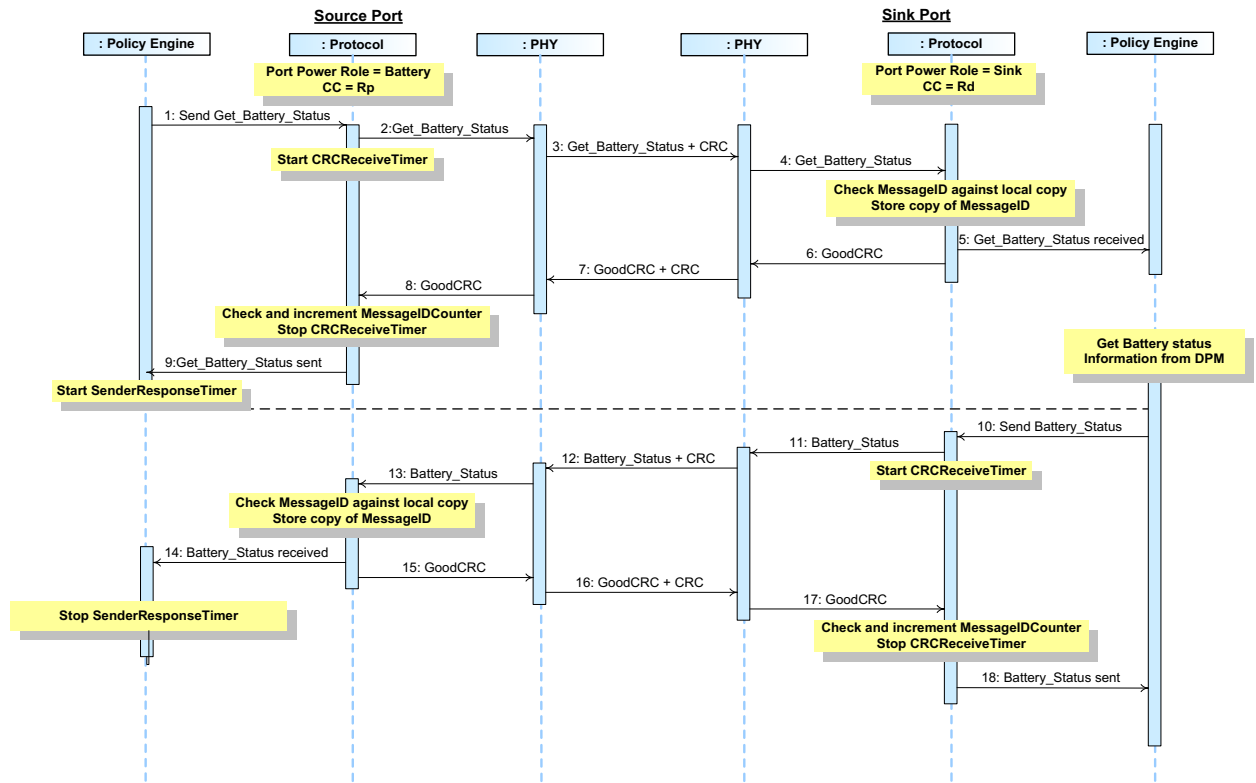 Source Port
Sink Port
: Policy Engine
: Protocol
: PHY
: PHY
: Protocol
: Policy Engine
Port Power Role = Battery
CC = Rp
Port Power Role = Sink
CC = Rd
1: Send Get_Battery_Status
2:Get_Battery_Status
Start CRCReceiveTimer
3: Get_Battery_Status + CRC
4: Get_Battery_Status
Check MessageID against local copy
Store copy of MessageID
5: Get_Battery_Status received
6: GoodCRC
7: GoodCRC + CRC
8: GoodCRC
Check and increment MessageIDCounter
Stop CRCReceiveTimer
9:Get_Battery_Status sent
Start SenderResponseTimer
Get Battery status
Information from DPM
10: Send Battery_Status
11: Battery_Status
Start CRCReceiveTimer
12: Battery_Status + CRC
13: Battery_Status
Check MessageID against local copy
Store copy of MessageID
14: Battery_Status received
15: GoodCRC
16: GoodCRC + CRC
17: GoodCRC
Stop SenderResponseTimer
Check and increment MessageIDCounter
Stop CRCReceiveTimer
18: Battery_Status sent